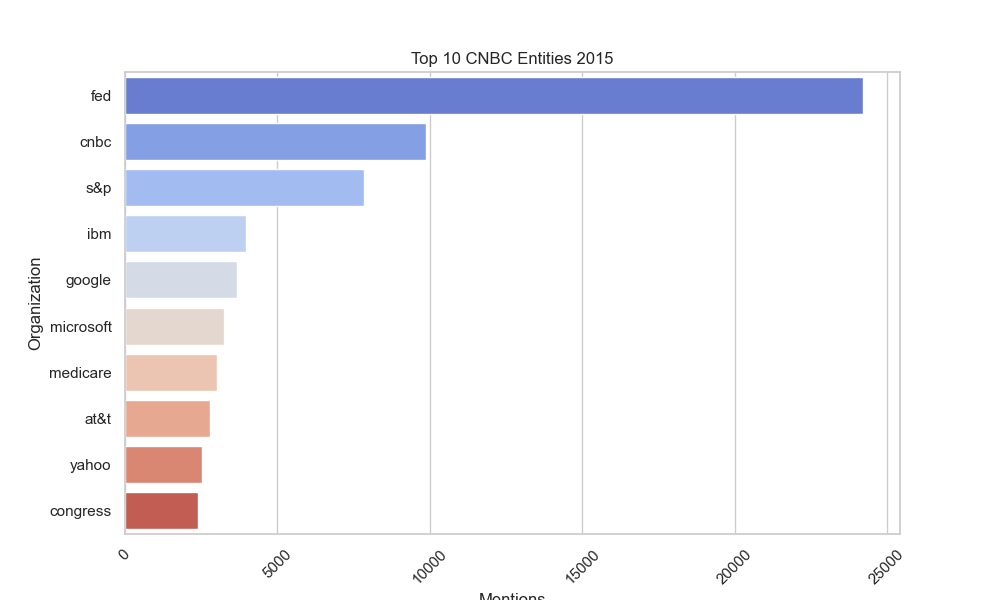 Top 10 CNBC Entities 2015
Organization
fed
cnbc
s&p
ibm
google
microsoft
medicare
at&t
yahoo
congress
0
5000
10000
15000
20000
25000
Mentions